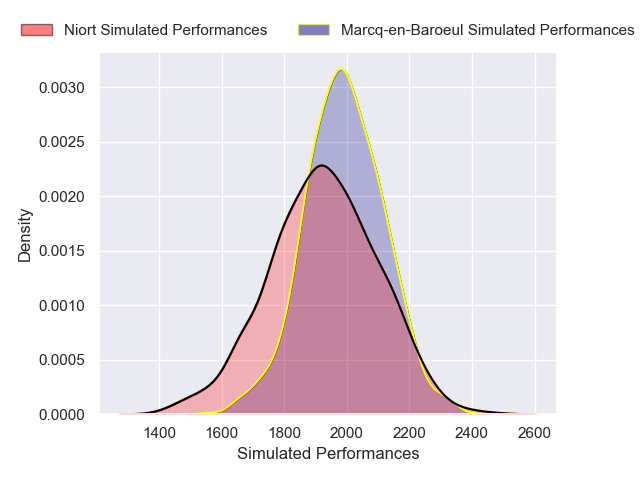 Niort Simulated Performances
Marcq-en-Baroeul Simulated Performances
0.0030
0.0025
0.0020
0.0015
0.0010
0.0005
0.0000
Density
1400 1600 1800 2000 2200 2400 2600
Simulated Performances